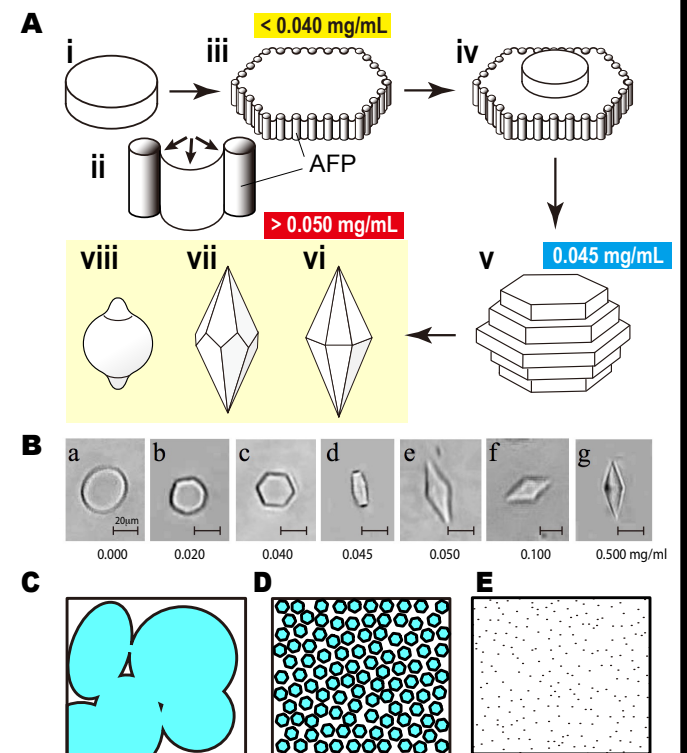 A
< 0.040 mg/mL
i
iii
iv
ii
AFP
> 0.050 mg/mL
viii
vii
vi
v
0.045 mg/mL
B
a
b
c
d
e
f
g
20μm
0.000
0.020
0.040
0.045
0.050
0.100
0.500 mg/ml
C
D
E